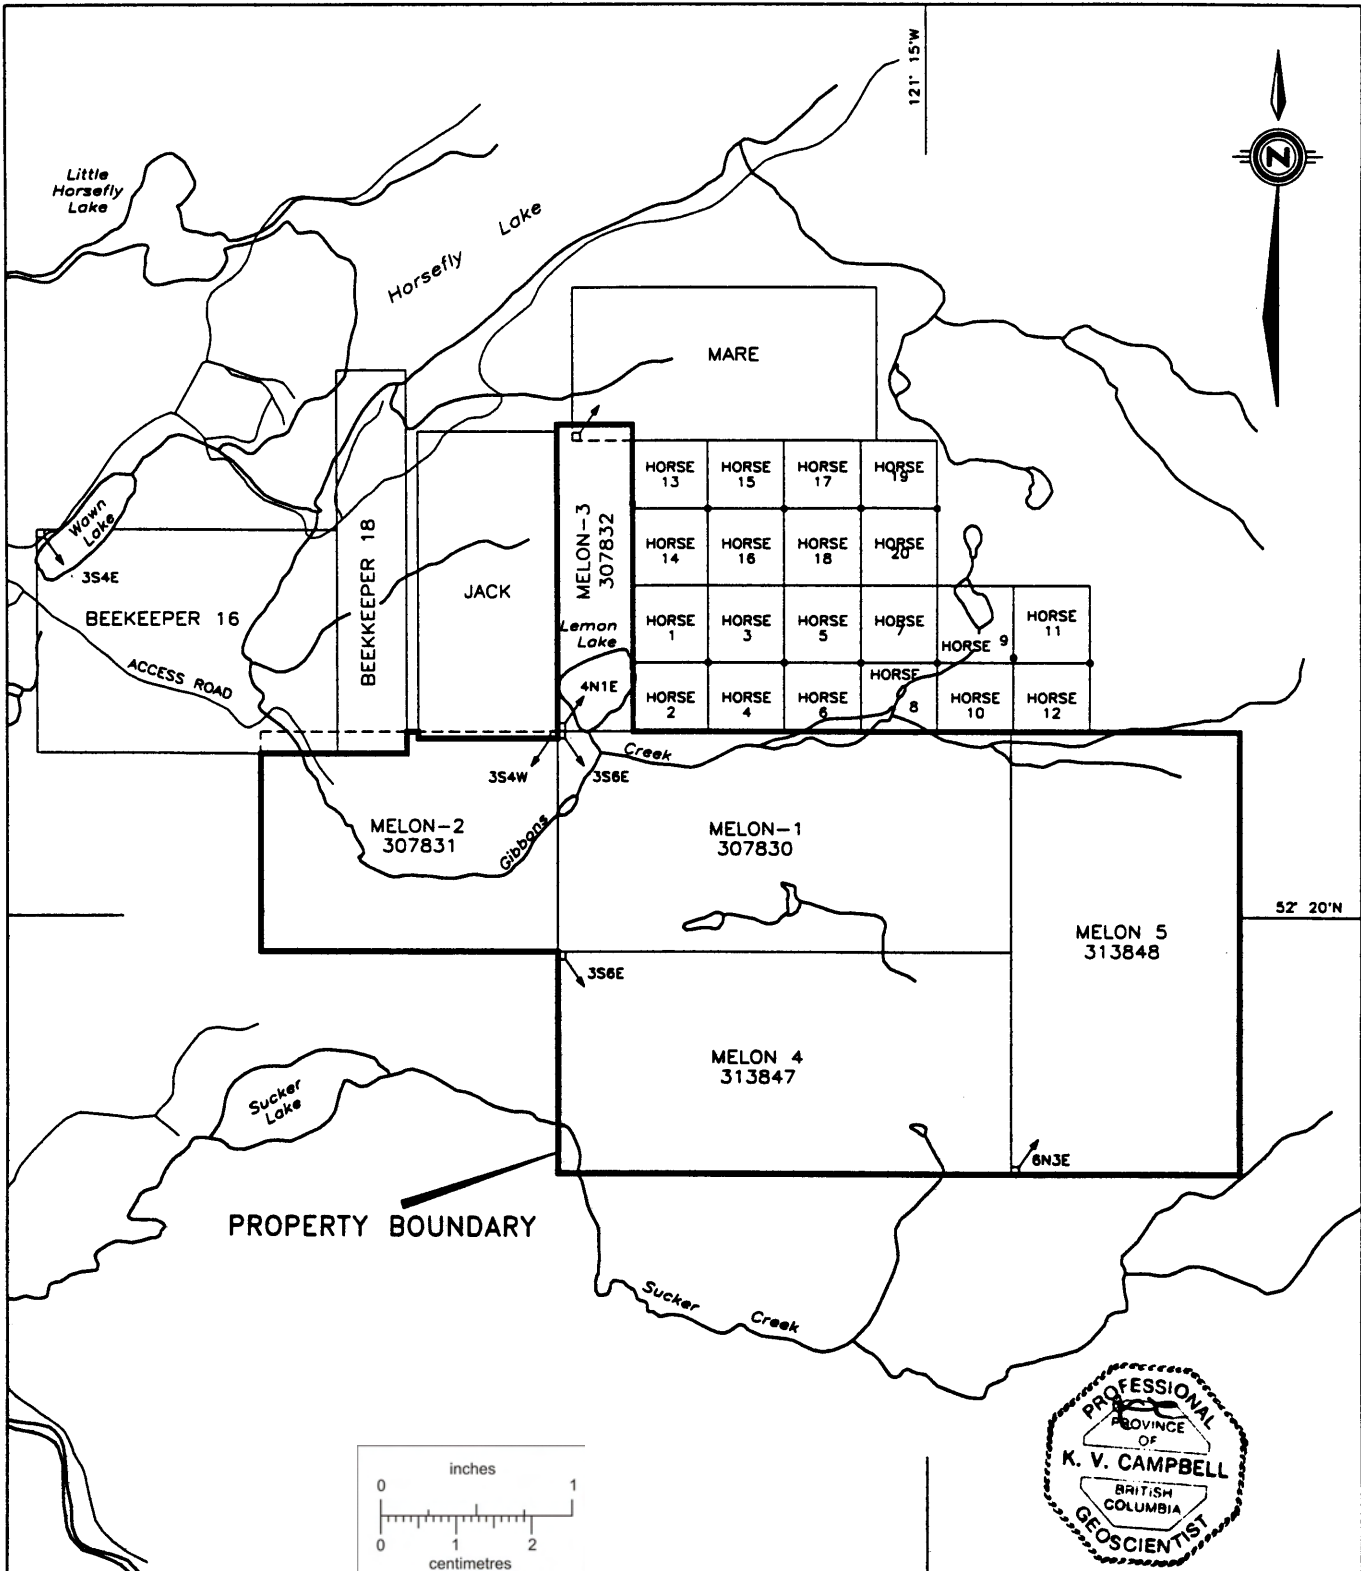 121° 15'W
N
Little
Horsefly
Lake
Horsefly Lake
MARE
HORSE
13
HORSE
15
HORSE
17
HORSE
19
MELON-3
307832
BEEKKEEPER 18
Wawn
Lake
3S4E
HORSE
14
HORSE
16
HORSE
18
HORSE
20
JACK
BEEKEEPER 16
HORSE
1
HORSE
3
HORSE
5
HORSE
7
HORSE 9
HORSE
11
Lemon
Lake
ACCESS ROAD
4N1E
HORSE
2
HORSE
4
HORSE
6
HORSE
8
HORSE
10
HORSE
12
Creek
3S4W
3S6E
MELON-2
307831
Gibbons
MELON-1
307830
52° 20'N
MELON 5
313848
3S6E
MELON 4
313847
Sucker
Lake
6N3E
PROPERTY BOUNDARY
Sucker Creek
PROFESSIONAL
PROVINCE
OF
K. V. CAMPBELL
BRITISH
COLUMBIA
GEOSCIENTIST
inches
0 1
0 1 2
centimetres